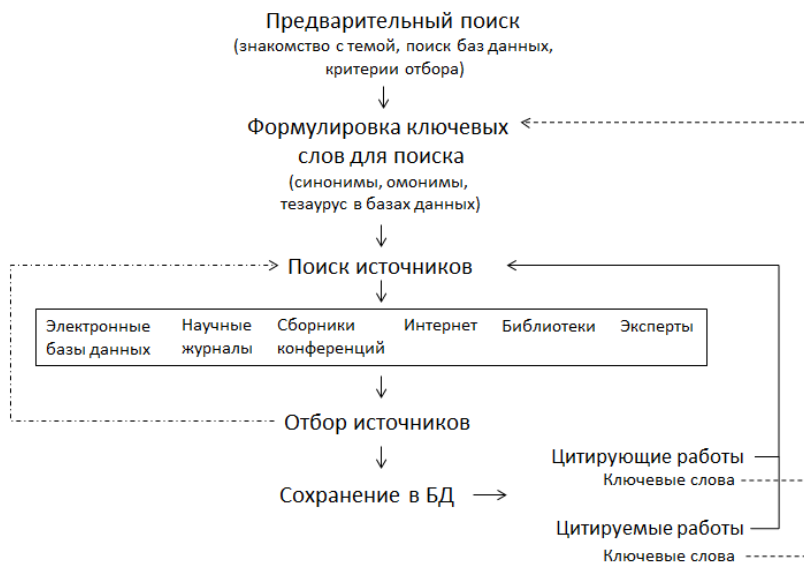 Предварительный поиск
(знакомство с темой, поиск баз данных,
критерии отбора)
Формулировка ключевых
слов для поиска
(синонимы, омонимы,
тезаурус в базах данных)
Поиск источников
Электронные
базы данных
Научные
журналы
Сборники
конференций
Интернет
Библиотеки
Эксперты
Отбор источников
Сохранение в БД
Цитирующие работы
Ключевые слова
Цитируемые работы
Ключевые слова